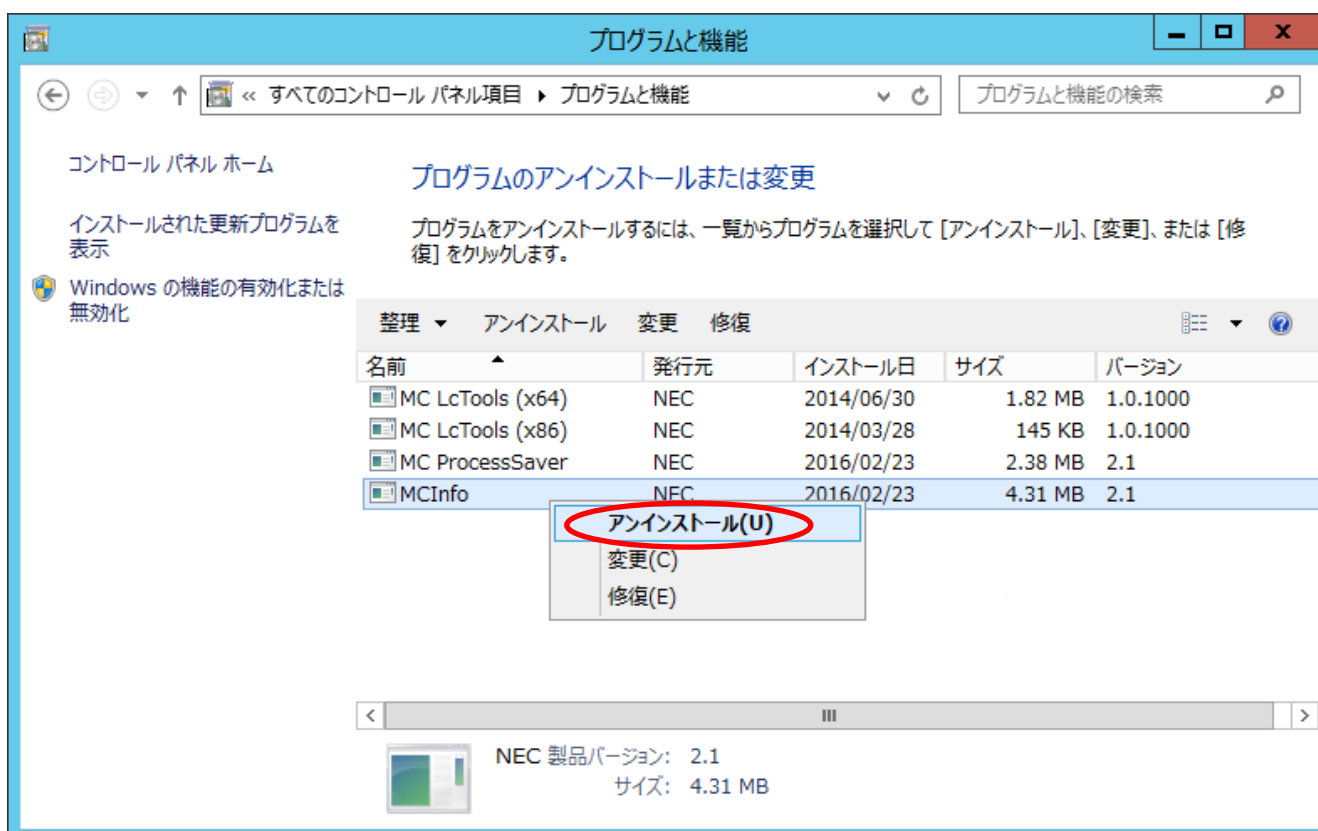 プログラムと機能
« すべてのコントロール パネル項目 ▶ プログラムと機能
プログラムと機能の検索
コントロール パネル ホーム
インストールされた更新プログラムを
表示
Windows の機能の有効化または
無効化
プログラムのアンインストールまたは変更
プログラムをアンインストールするには、一覧からプログラムを選択して [アンインストール]、[変更]、または [修
復] をクリックします。
整理 アンインストール 変更 修復
名前 発行元 インストール日 サイズ バージョン
MC LcTools (x64) NEC 2014/06/30 1.82 MB 1.0.1000
MC LcTools (x86) NEC 2014/03/28 145 KB 1.0.1000
MC ProcessSaver NEC 2016/02/23 2.38 MB 2.1
MCInfo NEC 2016/02/23 4.31 MB 2.1
アンインストール(U)
変更(C)
修復(E)
NEC 製品バージョン: 2.1
サイズ: 4.31 MB